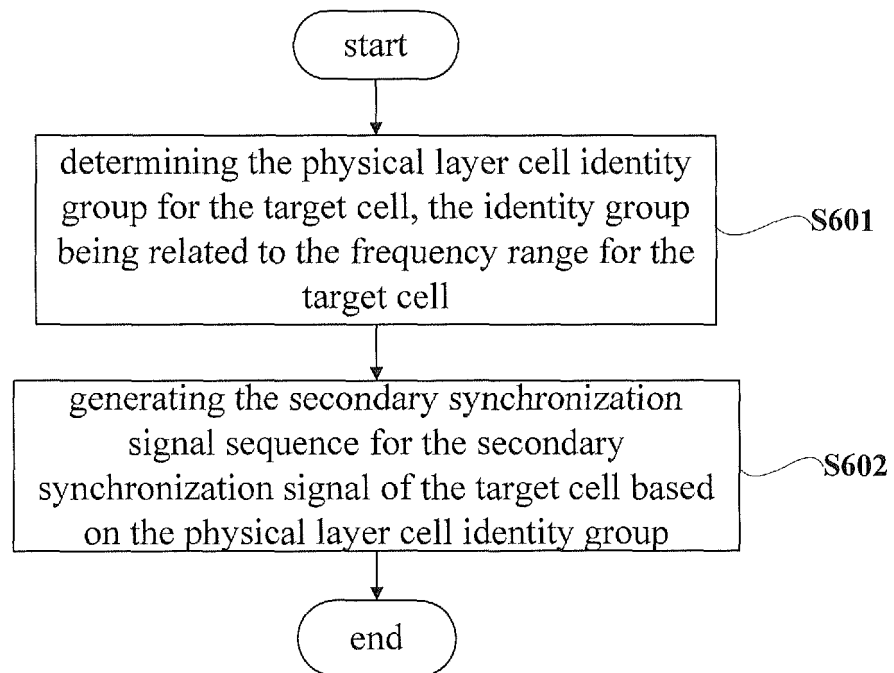 start
determining the physical layer cell identity
group for the target cell, the identity group
being related to the frequency range for the
target cell
S601
generating the secondary synchronization
signal sequence for the secondary
synchronization signal of the target cell based
on the physical layer cell identity group
S602
end